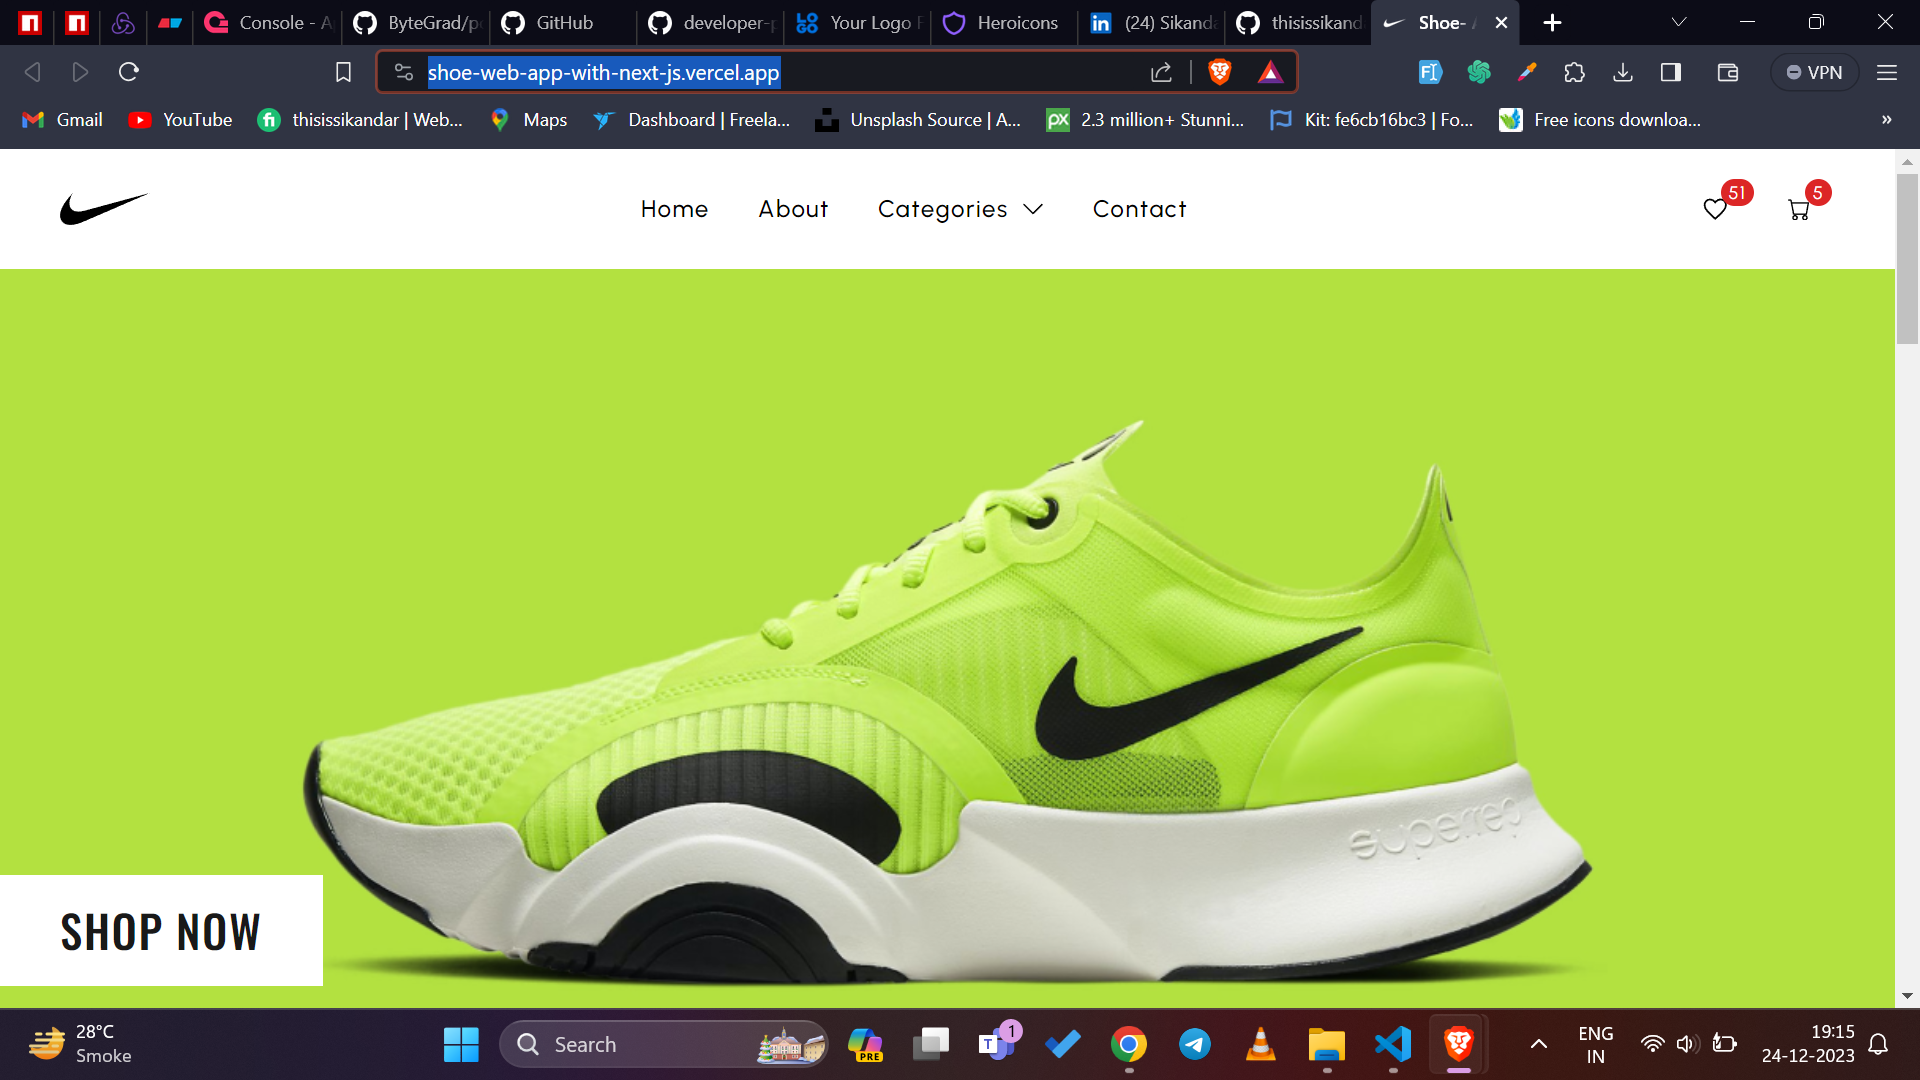 Console - A
ByteGrad/p
GitHub
developer-p
Your Logo F
Heroicons
(24) Sikanda
thisissikand
Shoe- A
shoe-web-app-with-next-js.vercel.app
VPN
Gmail
YouTube
thisissikandar | Web...
Maps
Dashboard | Freela...
Unsplash Source | A...
2.3 million+ Stunni...
Kit: fe6cb16bc3 | Fo...
Free icons downloa...
Home
About
Categories
Contact
51
5
superrep
SHOP NOW
28°C
Smoke
Search
PRE
1
ENG
IN
19:15
24-12-2023